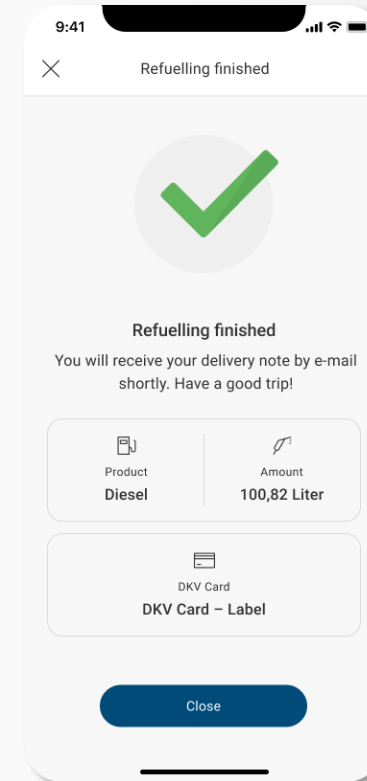 9:41
Refuelling finished
Refuelling finished
You will receive your delivery note by e-mail
shortly. Have a good trip!
Product
Diesel
Amount
100,82 Liter
DKV Card
DKV Card – Label
Close